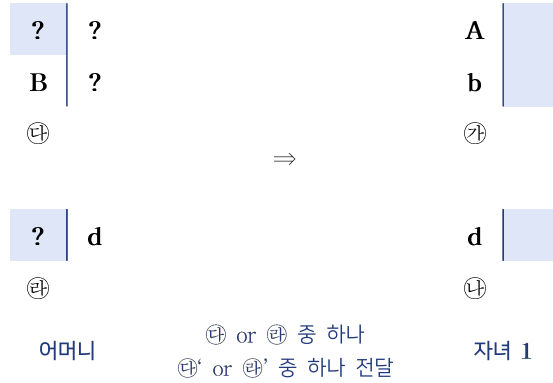 ? ? A
B ? b
㉰ ㉮
⇒
? d d
㉱ ㉯
㉰ or ㉱ 중 하나
㉰‘ or ㉱’ 중 하나 전달
어머니 자녀 1